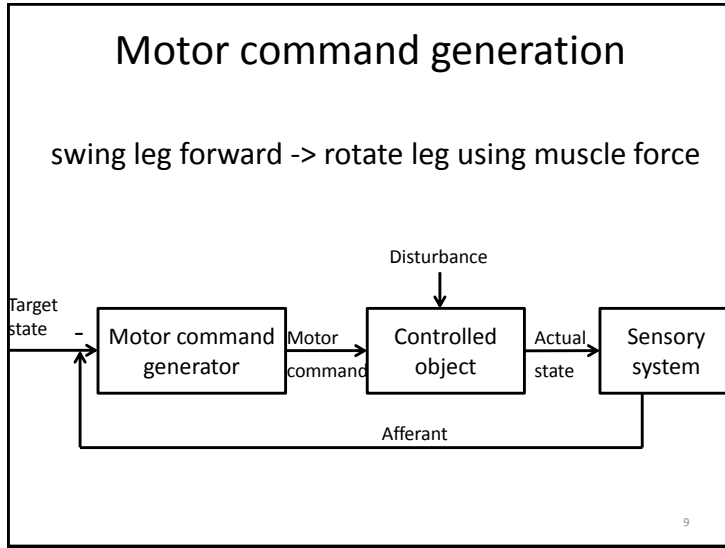 Motor command generation
swing leg forward -> rotate leg using muscle force
Disturbance
Target
state
-
Motor command
generator
Motor
command
Controlled
object
Actual
state
Sensory
system
Afferant
9